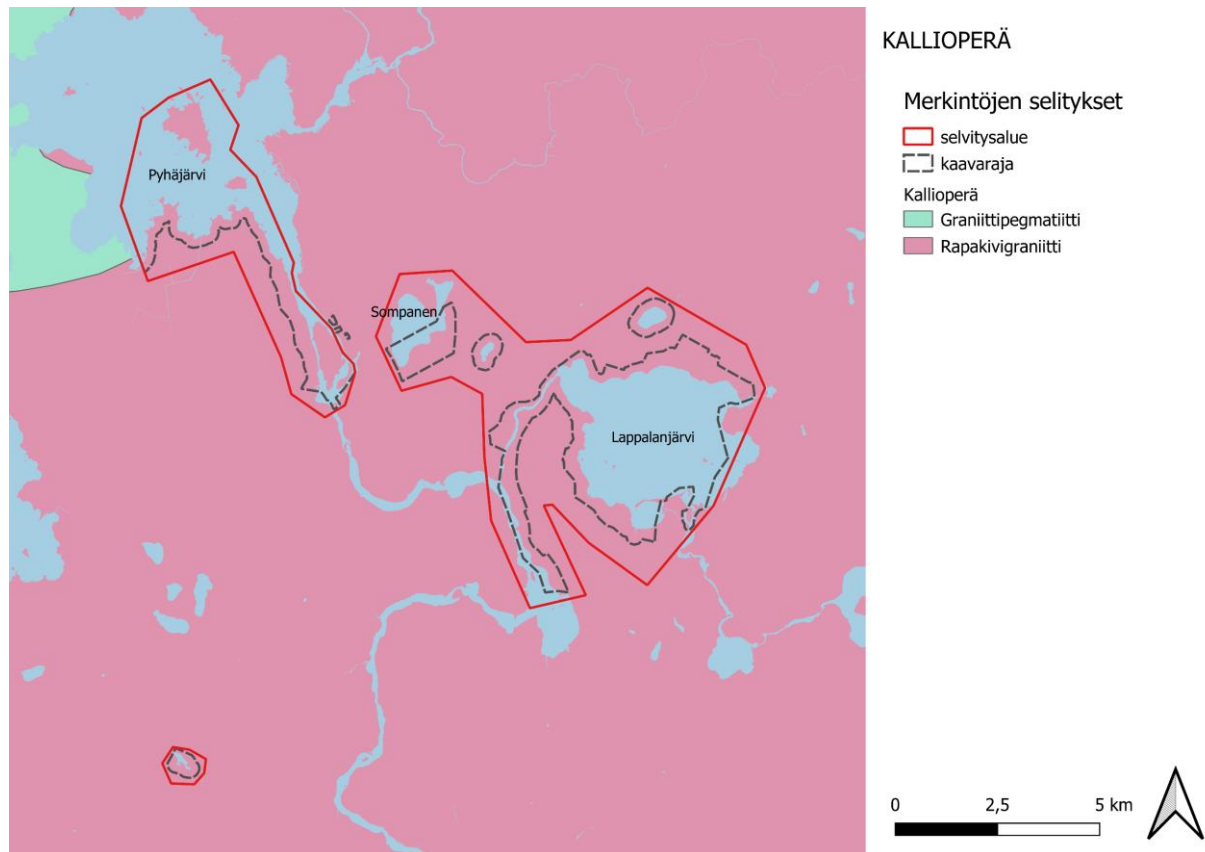 KALLIOPERÄ
Merkintöjen selitykset
selvitysalue
kaavaraja
Kallioperä
Graniittipegmatiitti
Rapakivigraniitti
Pyhäjärvi
Sompanen
Lappalanjärvi
0 2,5 5 km